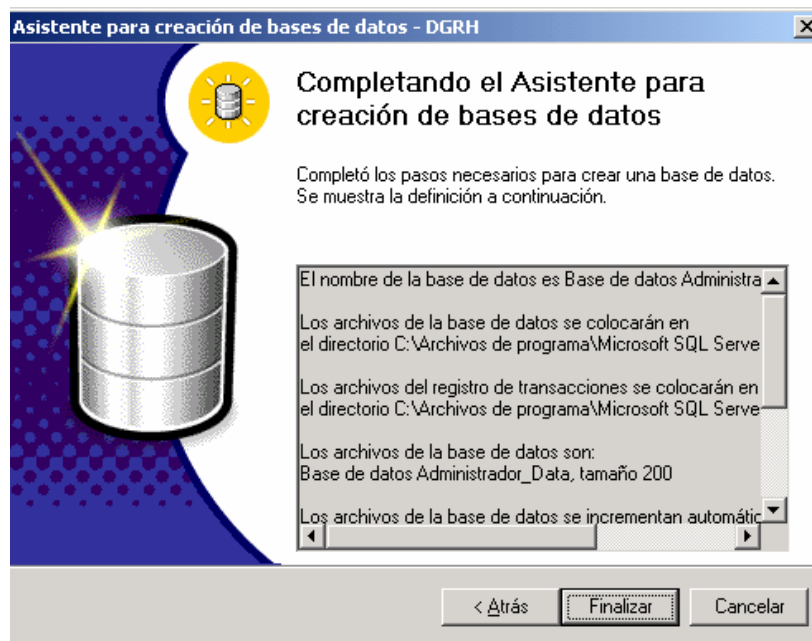 Asistente para creación de bases de datos - DGRH
Completando el Asistente para
creación de bases de datos
Completó los pasos necesarios para crear una base de datos.
Se muestra la definición a continuación.
El nombre de la base de datos es Base de datos Administra
Los archivos de la base de datos se colocarán en
el directorio C:\Archivos de programa\Microsoft SQL Serve
Los archivos del registro de transacciones se colocarán en
el directorio C:\Archivos de programa\Microsoft SQL Serve
Los archivos de la base de datos son:
Base de datos Administrador_Data, tamaño 200
Los archivos de la base de datos se incrementan automátic
< Atrás
Finalizar
Cancelar